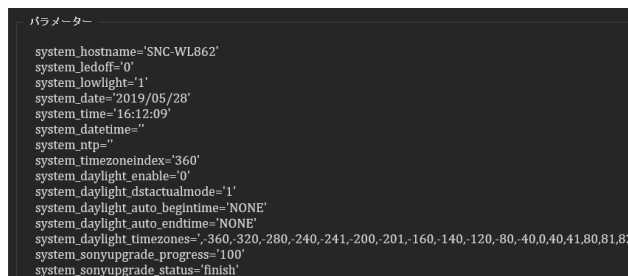 パラメーター
system_hostname='SNC-WL862'
system_ledoff='0'
system_lowlight='1'
system_date='2019/05/28'
system_time='16:12:09'
system_datetime=''
system_ntp=''
system_timezoneindex='360'
system_daylight_enable='0'
system_daylight_dstactualmode='1'
system_daylight_auto_begintime='NONE'
system_daylight_auto_endtime='NONE'
system_daylight_timezones=',-360,-320,-280,-240,-241,-200,-201,-160,-140,-120,-80,-40,0,40,41,80,81,83
system_sonyupgrade_progress='100'
system_sonyupgrade_status='finish'